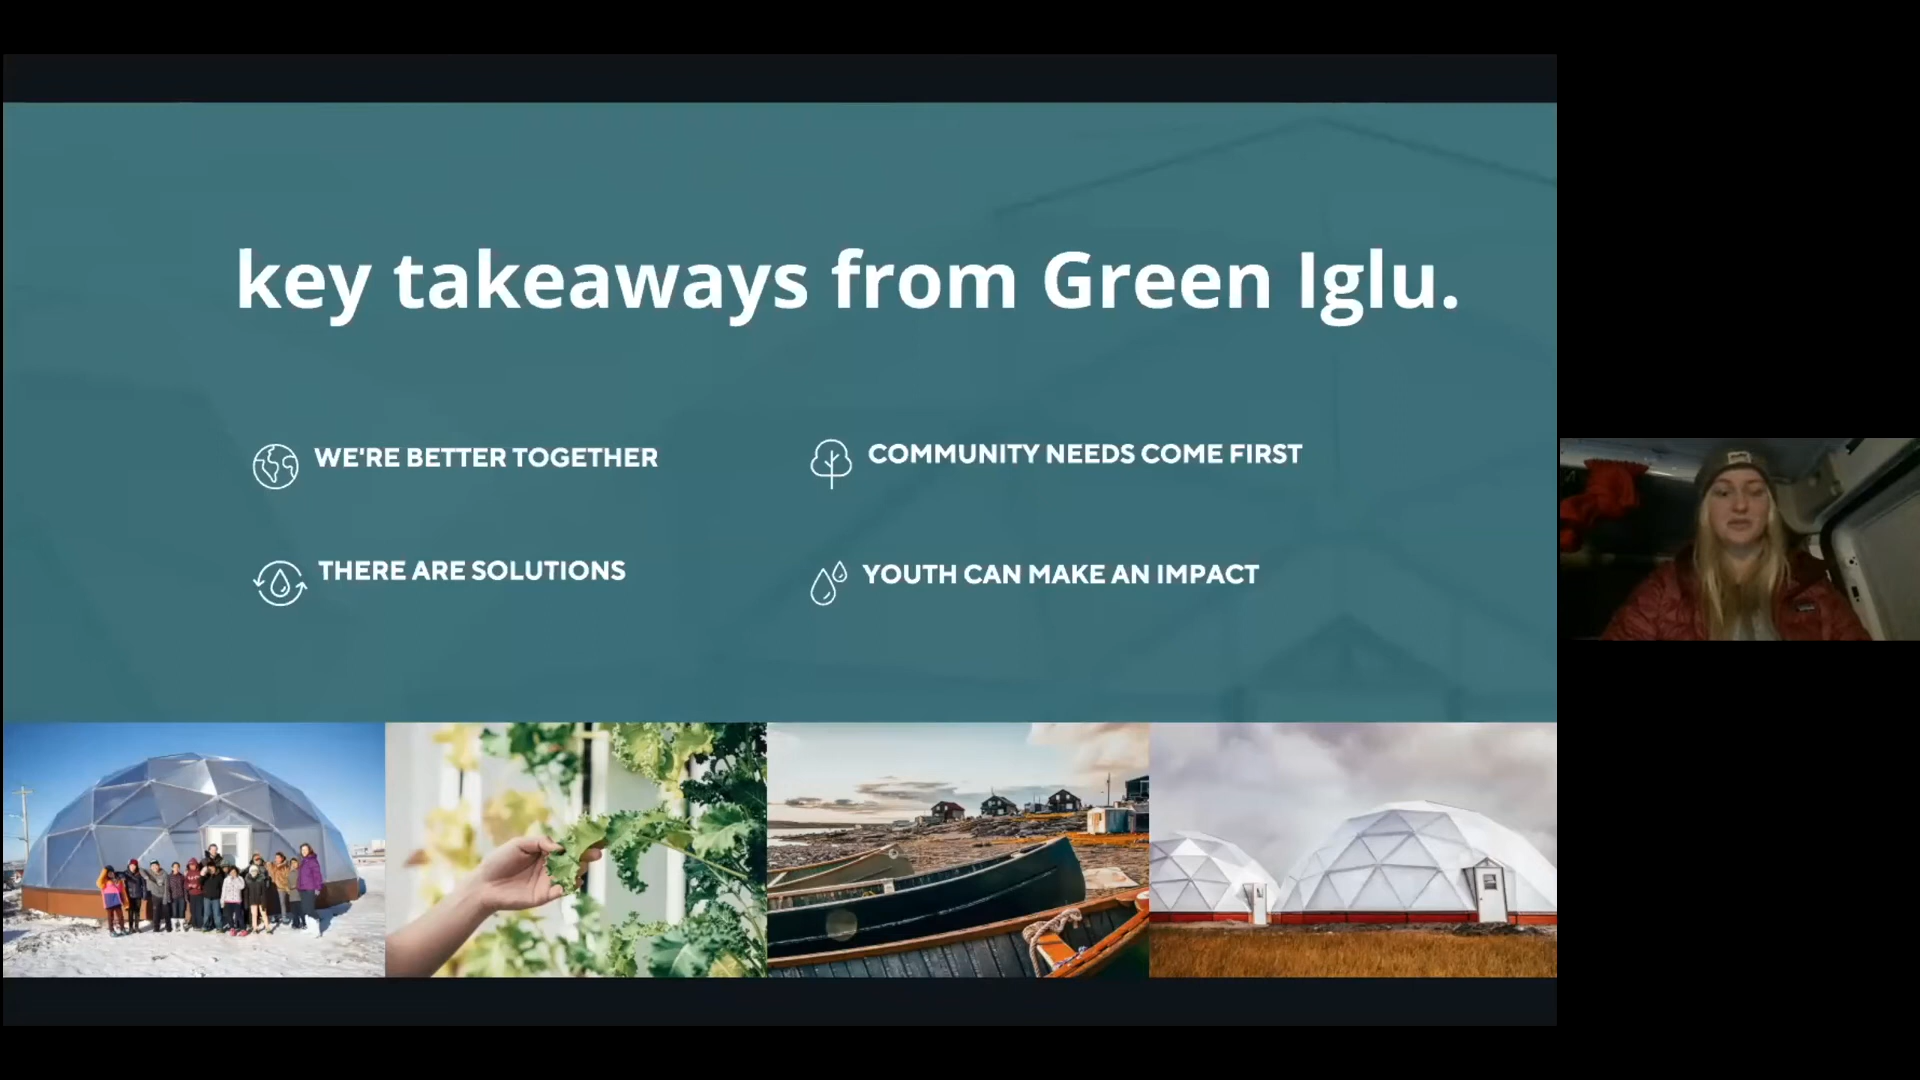 key takeaways from Green Iglu.
WE'RE BETTER TOGETHER
COMMUNITY NEEDS COME FIRST
THERE ARE SOLUTIONS
YOUTH CAN MAKE AN IMPACT